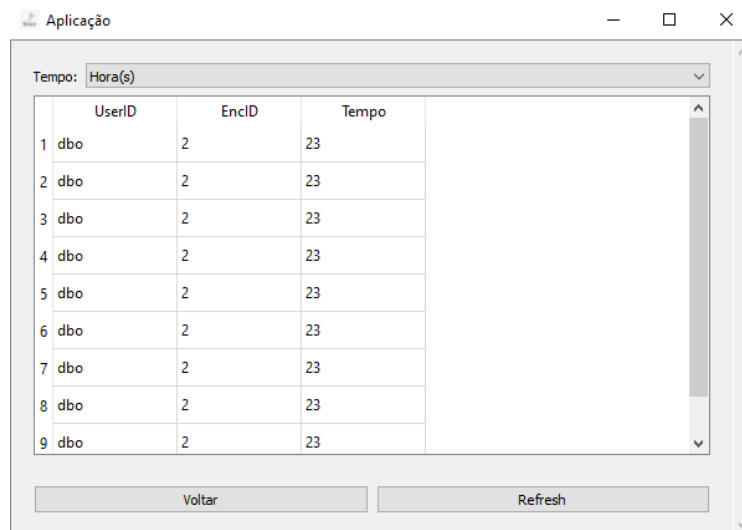 Aplicação
Tempo: Hora(s)
UserID EncID Tempo
1 dbo 2 23
2 dbo 2 23
3 dbo 2 23
4 dbo 2 23
5 dbo 2 23
6 dbo 2 23
7 dbo 2 23
8 dbo 2 23
9 dbo 2 23
Voltar Refresh